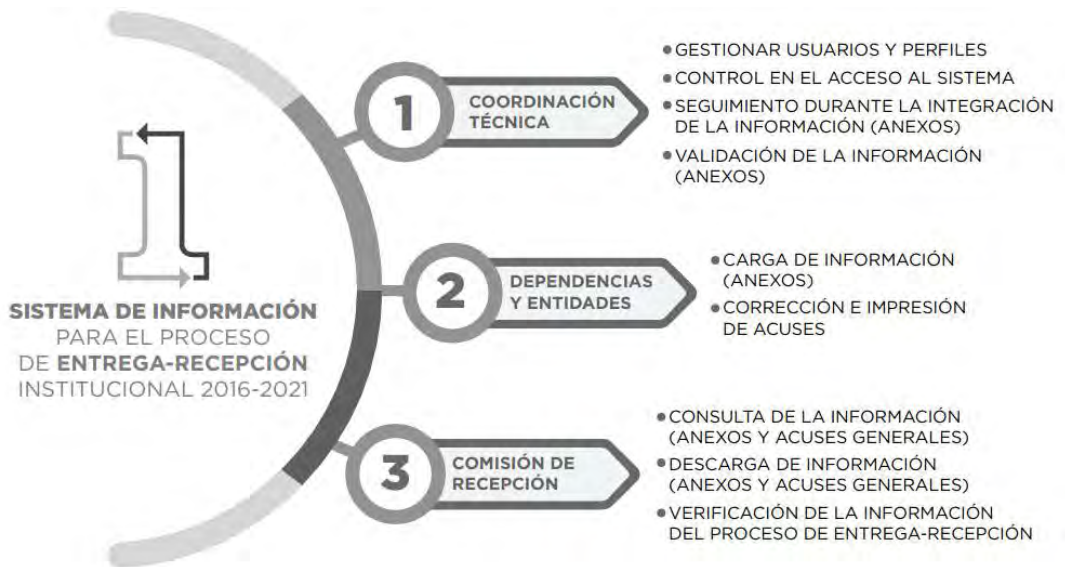 SISTEMA DE INFORMACIÓN
PARA EL PROCESO
DE ENTREGA-RECEPCIÓN
INSTITUCIONAL 2016-2021
1
COORDINACIÓN
TÉCNICA
• GESTIONAR USUARIOS Y PERFILES
• CONTROL EN EL ACCESO AL SISTEMA
• SEGUIMIENTO DURANTE LA INTEGRACIÓN
DE LA INFORMACIÓN (ANEXOS)
• VALIDACIÓN DE LA INFORMACIÓN
(ANEXOS)
2
DEPENDENCIAS
Y ENTIDADES
• CARGA DE INFORMACIÓN
(ANEXOS)
• CORRECCIÓN E IMPRESIÓN
DE ACUSES
3
COMISIÓN DE
RECEPCIÓN
• CONSULTA DE LA INFORMACIÓN
(ANEXOS Y ACUSES GENERALES)
• DESCARGA DE INFORMACIÓN
(ANEXOS Y ACUSES GENERALES)
• VERIFICACIÓN DE LA INFORMACIÓN
DEL PROCESO DE ENTREGA-RECEPCIÓN